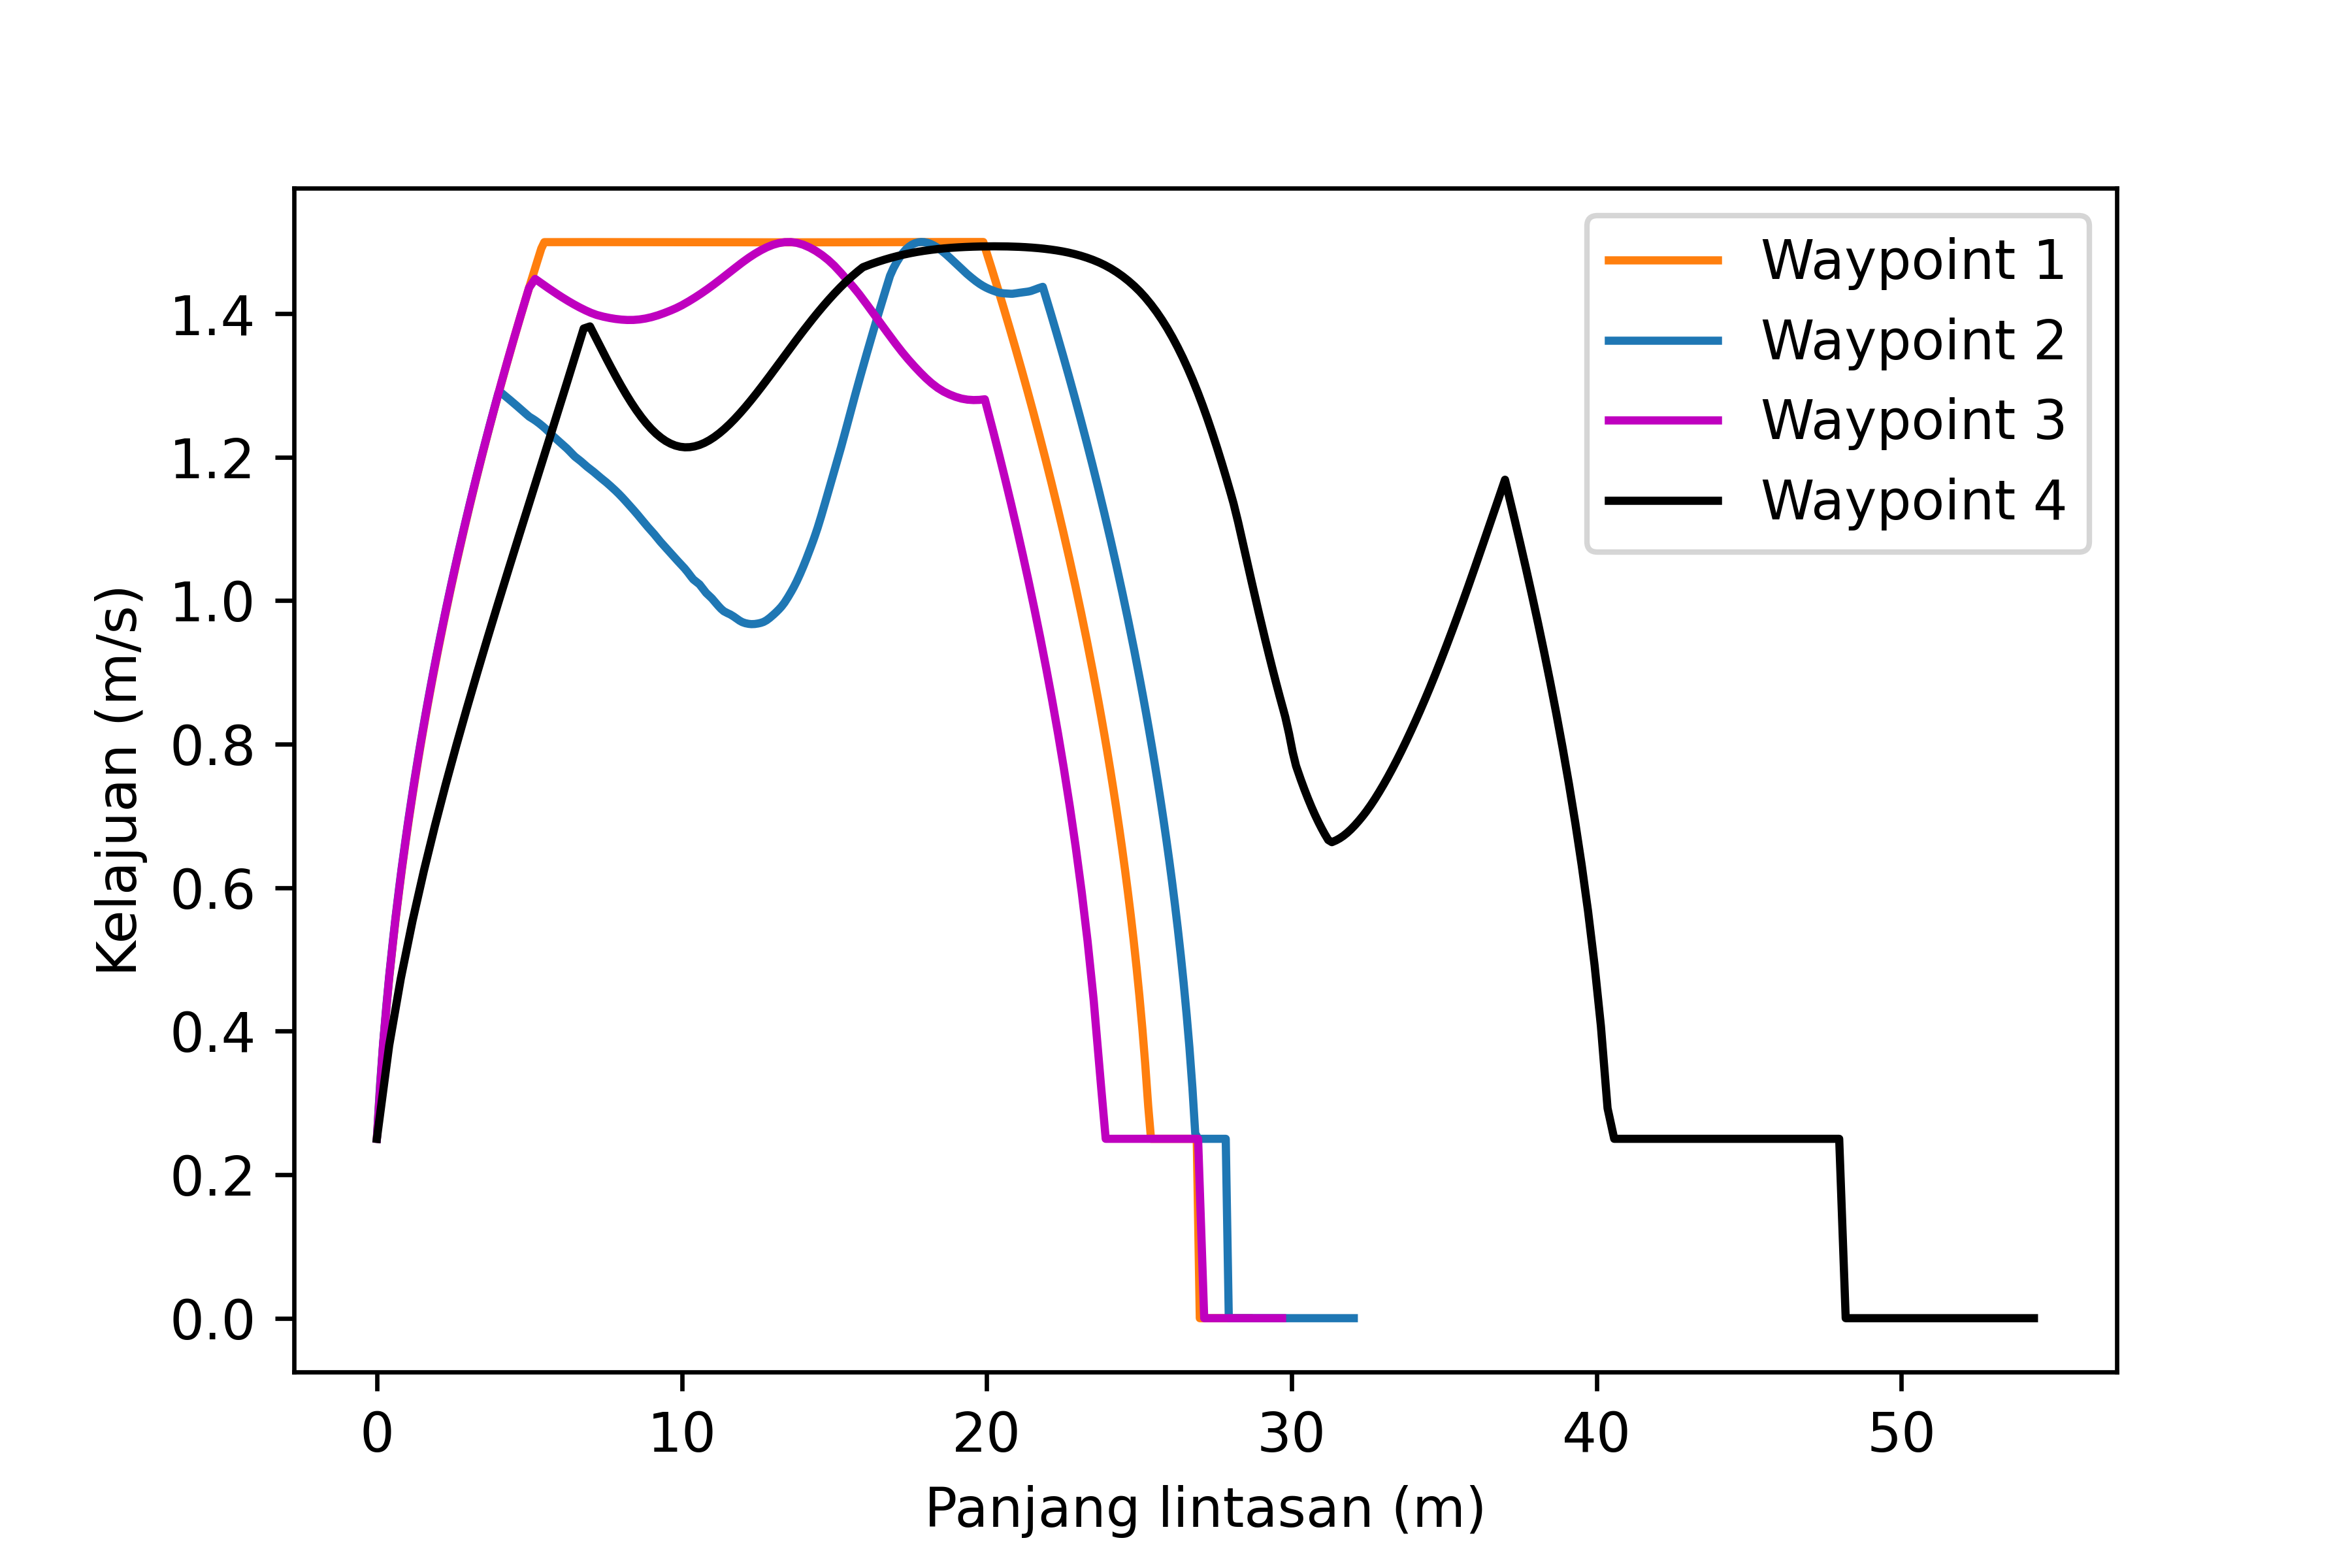 Waypoint 1
Waypoint 2
Waypoint 3
Waypoint 4
Kelajuan (m/s)
1.4
1.2
1.0
0.8
0.6
0.4
0.2
0.0
0 10 20 30 40 50
Panjang lintasan (m)